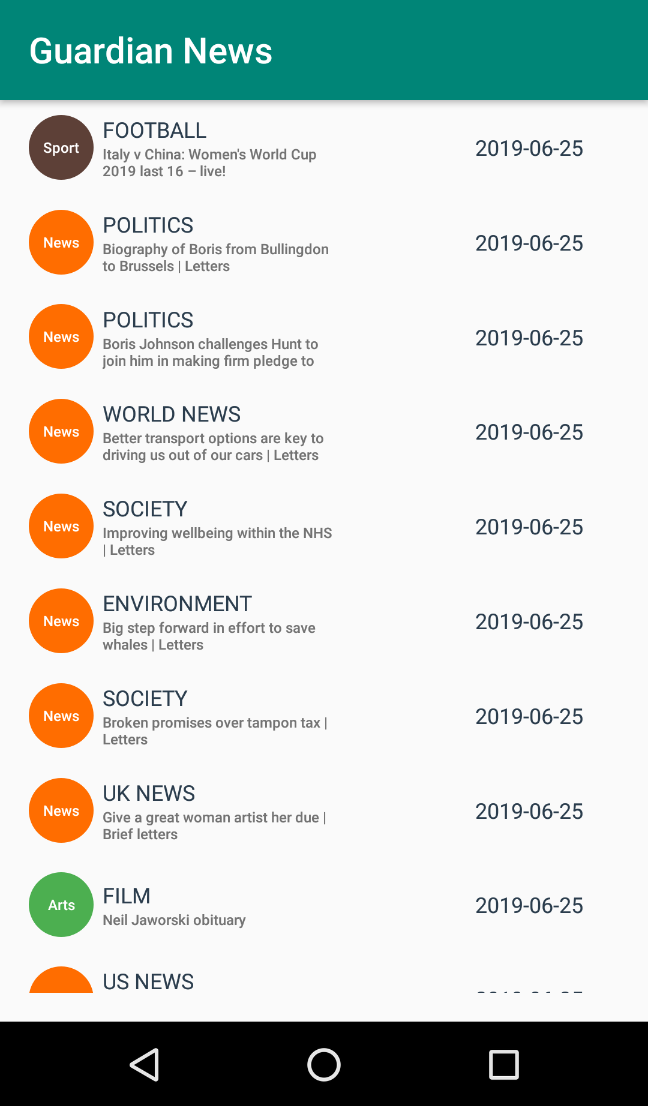 Guardian News
Sport
FOOTBALL
Italy v China: Women's World Cup
2019 last 16 – live!
2019-06-25
News
POLITICS
Biography of Boris from Bullingdon
to Brussels | Letters
2019-06-25
News
POLITICS
Boris Johnson challenges Hunt to
join him in making firm pledge to
2019-06-25
News
WORLD NEWS
Better transport options are key to
driving us out of our cars | Letters
2019-06-25
News
SOCIETY
Improving wellbeing within the NHS
| Letters
2019-06-25
News
ENVIRONMENT
Big step forward in effort to save
whales | Letters
2019-06-25
News
SOCIETY
Broken promises over tampon tax |
Letters
2019-06-25
News
UK NEWS
Give a great woman artist her due |
Brief letters
2019-06-25
Arts
FILM
Neil Jaworski obituary
2019-06-25
US NEWS